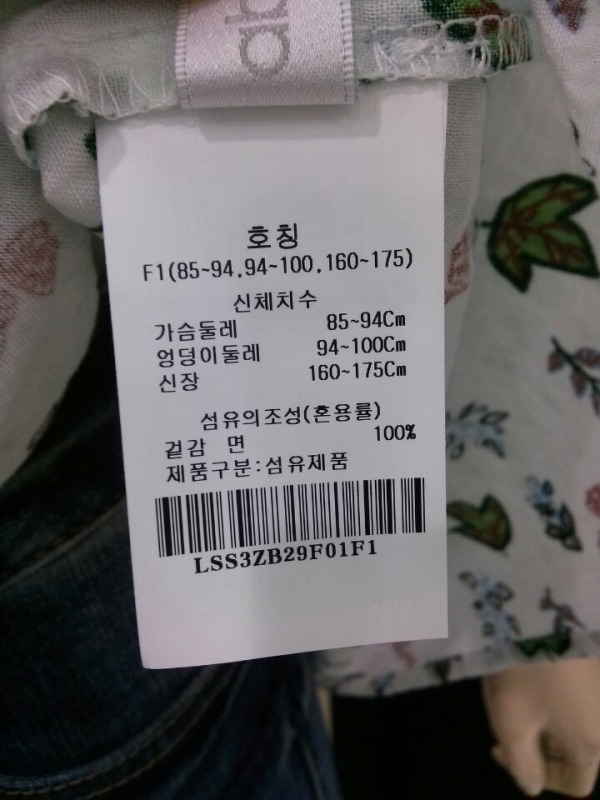 ab
호칭
F1(85~94,94~100,160~175)
신체치수
가슴둘레 85~94Cm
엉덩이둘레 94~100Cm
신장 160~175Cm
섬유의조성(혼용률)
겉감 면 100%
제품구분:섬유제품
LSS3ZB29F01F1